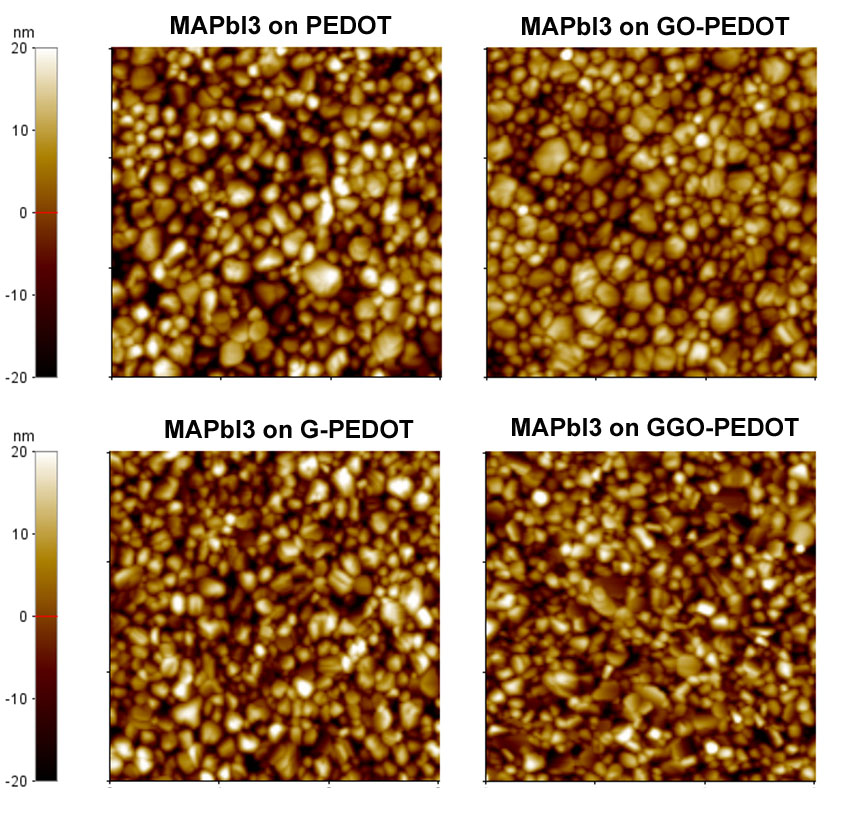 MAPbI3 on PEDOT
MAPbI3 on GO-PEDOT
nm
20
10
0
-10
-20
MAPbI3 on G-PEDOT
MAPbI3 on GGO-PEDOT
nm
20
10
0
-10
-20